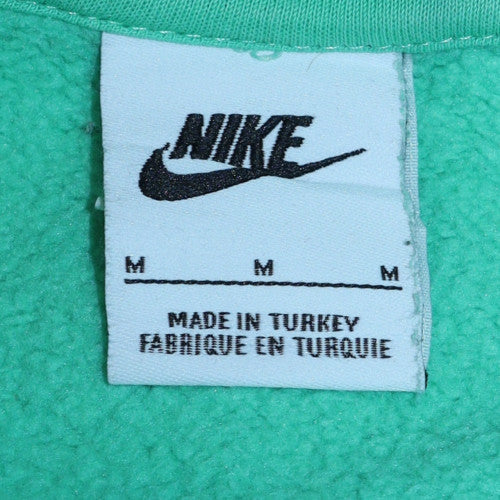 NIKE
M M M
MADE IN TURKEY
FABRIQUE EN TURQUIE